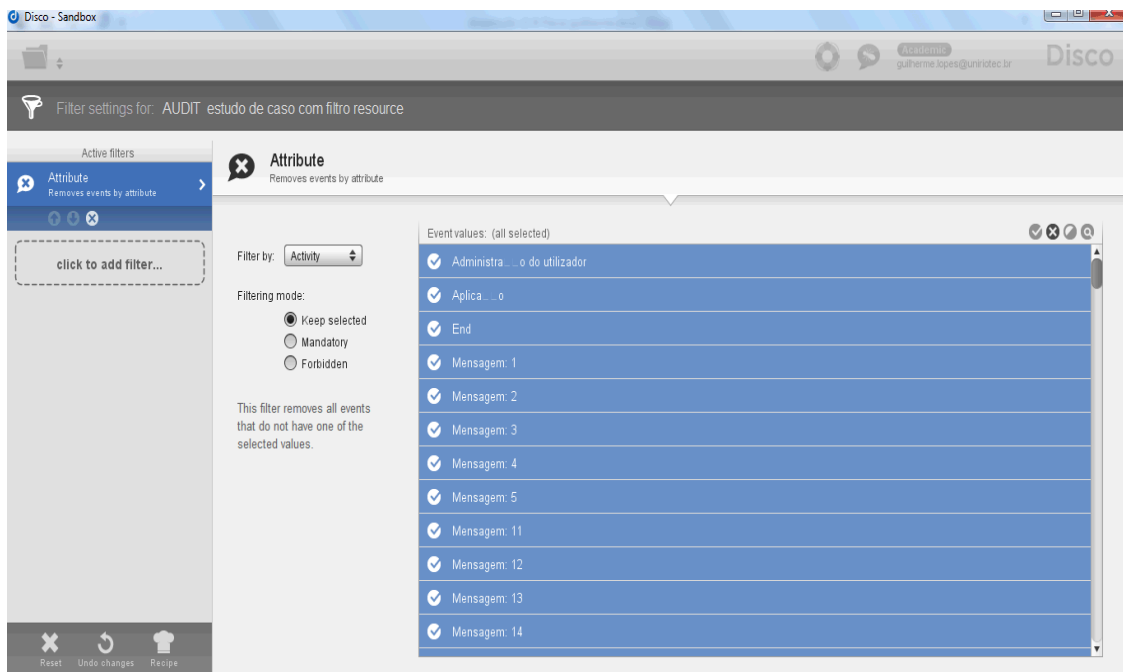 Disco - Sandbox
Academic
guilherme.lopes@uniriotec.br
Disco
Filter settings for: AUDIT estudo de caso com filtro resource
Active filters
Attribute
Removes events by attribute
click to add filter...
Reset
Undo changes
Recipe
Attribute
Removes events by attribute
Filter by: Activity
Filtering mode:
Keep selected
Mandatory
Forbidden
This filter removes all events
that do not have one of the
selected values.
Event values: (all selected)
Administra_ _o do utilizador
Aplica_ _o
End
Mensagem: 1
Mensagem: 2
Mensagem: 3
Mensagem: 4
Mensagem: 5
Mensagem: 11
Mensagem: 12
Mensagem: 13
Mensagem: 14